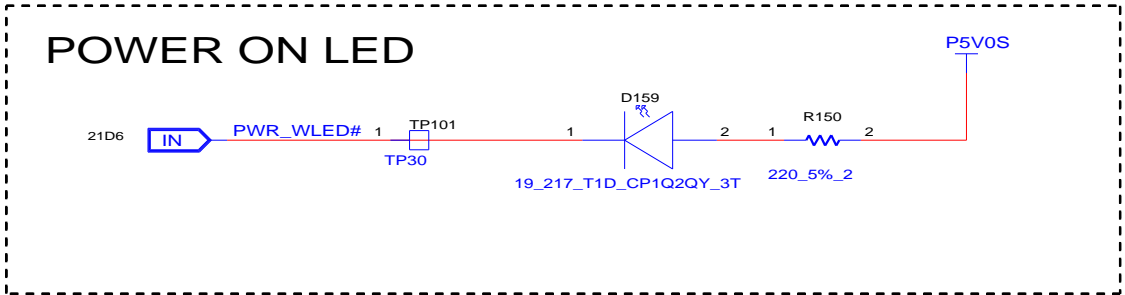 POWER ON LED
P5V0S
21D6
IN
PWR_WLED#
1
TP101
TP30
D159
1
2
19_217_T1D_CP1Q2QY_3T
R150
1
2
220_5%_2